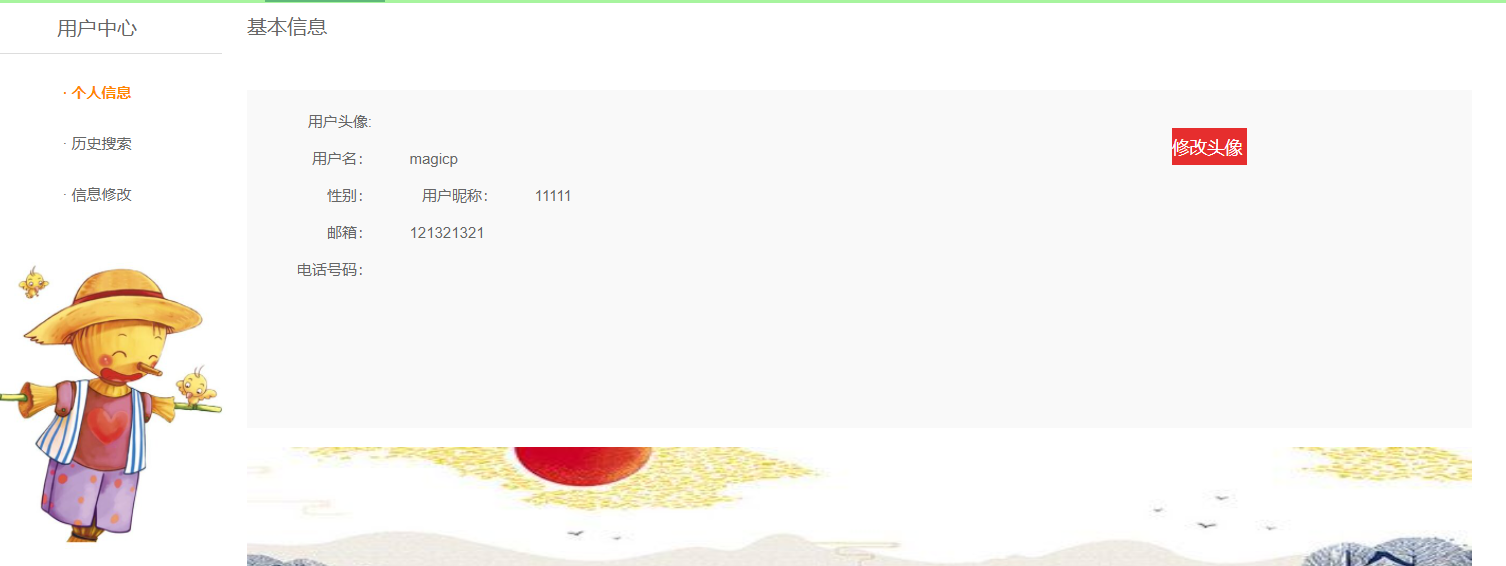 用户中心
· 个人信息
· 历史搜索
· 信息修改
基本信息
用户头像:
修改头像
用户名： magicp
性别： 用户昵称： 11111
邮箱： 121321321
电话号码：